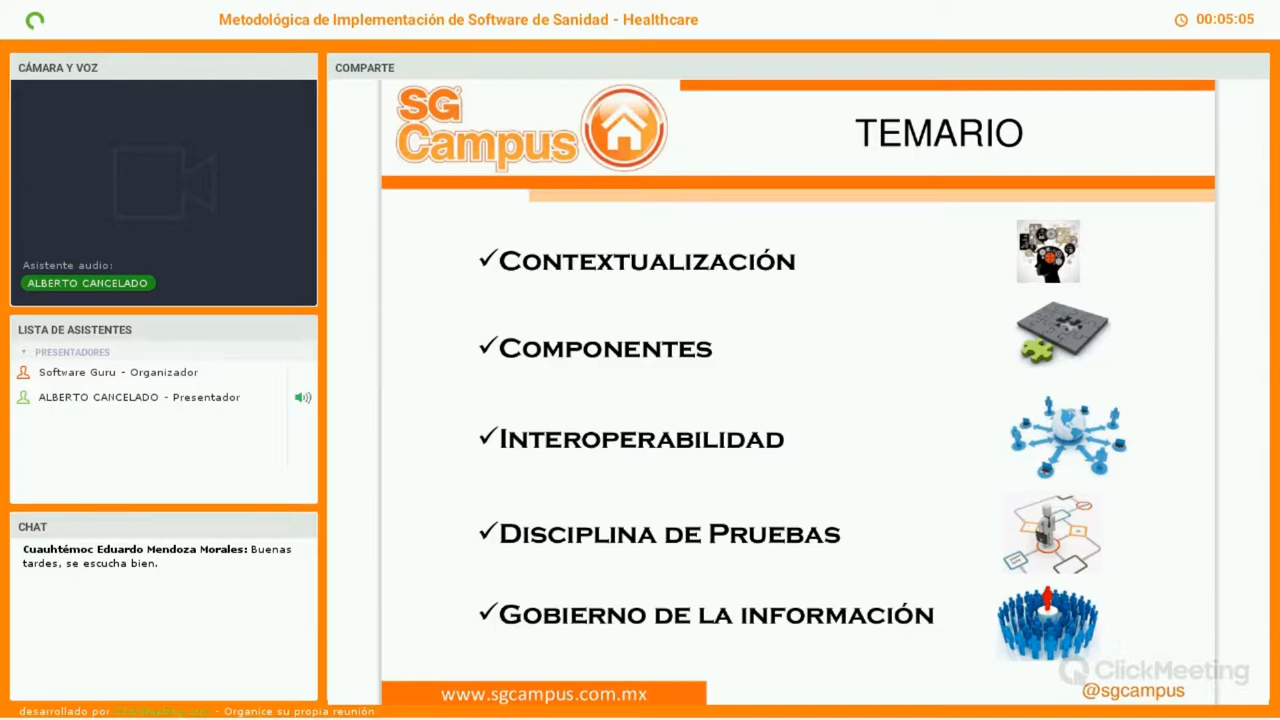 Metodológica de Implementación de Software de Sanidad - Healthcare
00:05:05
CÁMARA Y VOZ
Asistente audio:
ALBERTO CANCELADO
LISTA DE ASISTENTES
PRESENTADORES
Software Guru - Organizador
ALBERTO CANCELADO - Presentador
CHAT
Cuauhtémoc Eduardo Mendoza Morales: Buenas
tardes, se escucha bien.
COMPARTE
SG
Campus
TEMARIO
✓CONTEXTUALIZACIÓN
✓COMPONENTES
✓INTEROPERABILIDAD
✓DISCIPLINA DE PRUEBAS
✓GOBIERNO DE LA INFORMACIÓN
www.sgcampus.com.mx
ClickMeeting
@sgcampus
desarrollado por ClickMeeting.com - Organice su propia reunión